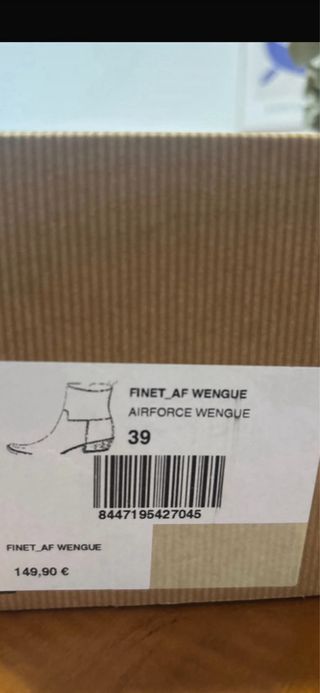 FINET_AF WENGUE
AIRFORCE WENGUE
39
8447195427045
FINET_AF WENGUE
149,90 €